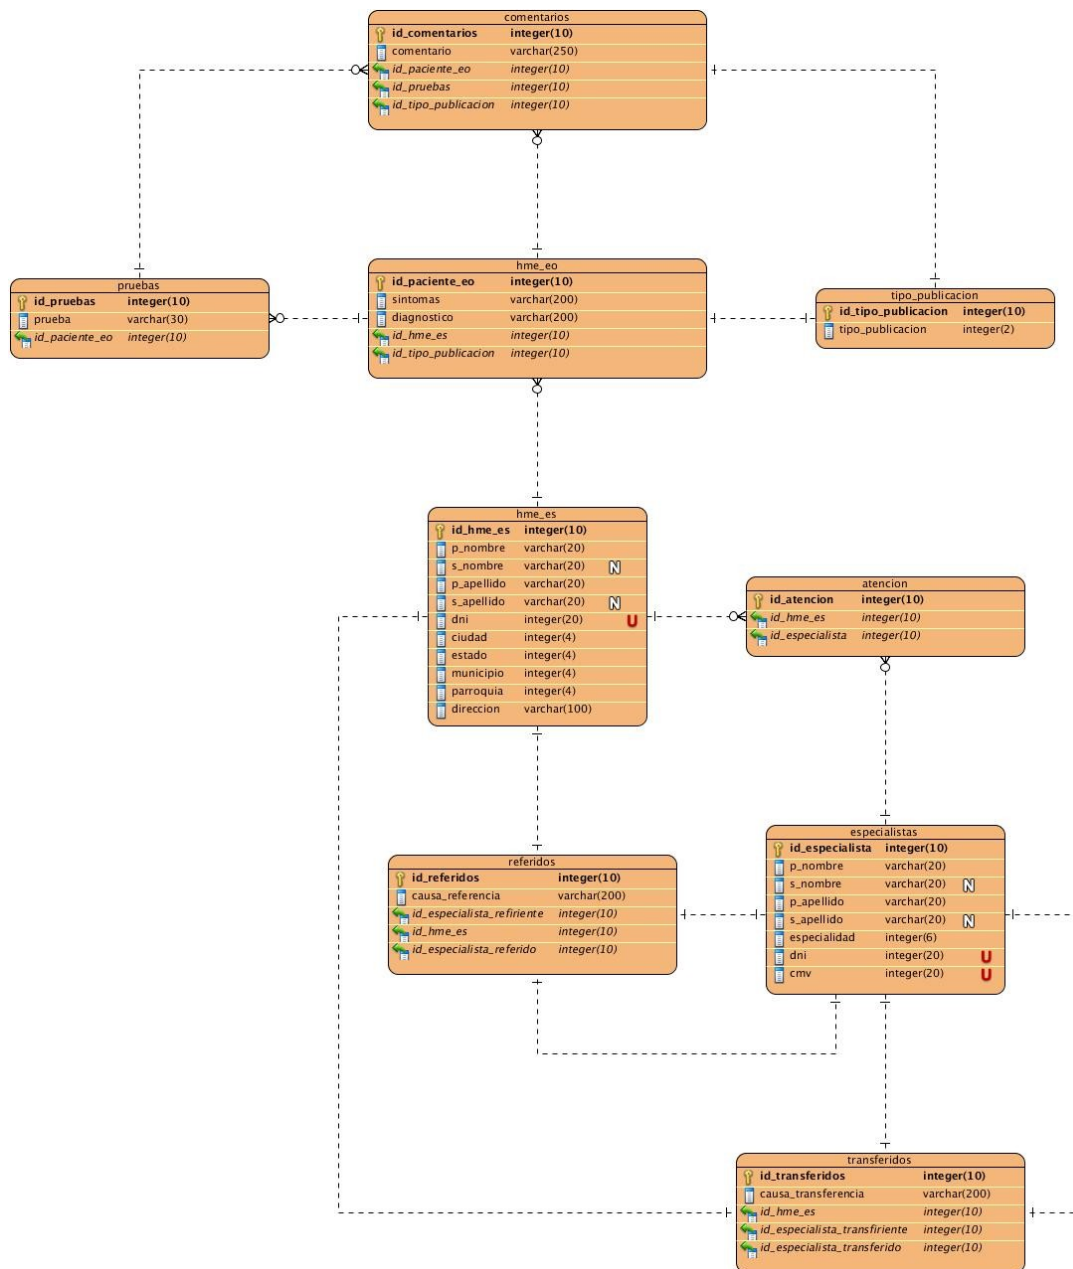 comentarios
id_comentarios integer(10)
comentario varchar(250)
id_paciente_eo integer(10)
id_pruebas integer(10)
id_tipo_publicacion integer(10)
pruebas
id_pruebas integer(10)
prueba varchar(30)
id_paciente_eo integer(10)
hme_eo
id_paciente_eo integer(10)
sintomas varchar(200)
diagnostico varchar(200)
id_hme_es integer(10)
id_tipo_publicacion integer(10)
tipo_publicacion
id_tipo_publicacion integer(10)
tipo_publicacion integer(2)
hme_es
id_hme_es integer(10)
p_nombre varchar(20)
s_nombre varchar(20) N
p_apellido varchar(20)
s_apellido varchar(20) N
dni integer(20) U
ciudad integer(4)
estado integer(4)
municipio integer(4)
parroquia integer(4)
direccion varchar(100)
atencion
id_atencion integer(10)
id_hme_es integer(10)
id_especialista integer(10)
referidos
id_referidos integer(10)
causa_referencia varchar(200)
id_especialista_refiriente integer(10)
id_hme_es integer(10)
id_especialista_referido integer(10)
especialistas
id_especialista integer(10)
p_nombre varchar(20)
s_nombre varchar(20) N
p_apellido varchar(20)
s_apellido varchar(20) N
especialidad integer(6)
dni integer(20) U
cmv integer(20) U
transferidos
id_transferidos integer(10)
causa_transferencia varchar(200)
id_hme_es integer(10)
id_especialista_transfiriente integer(10)
id_especialista_transferido integer(10)